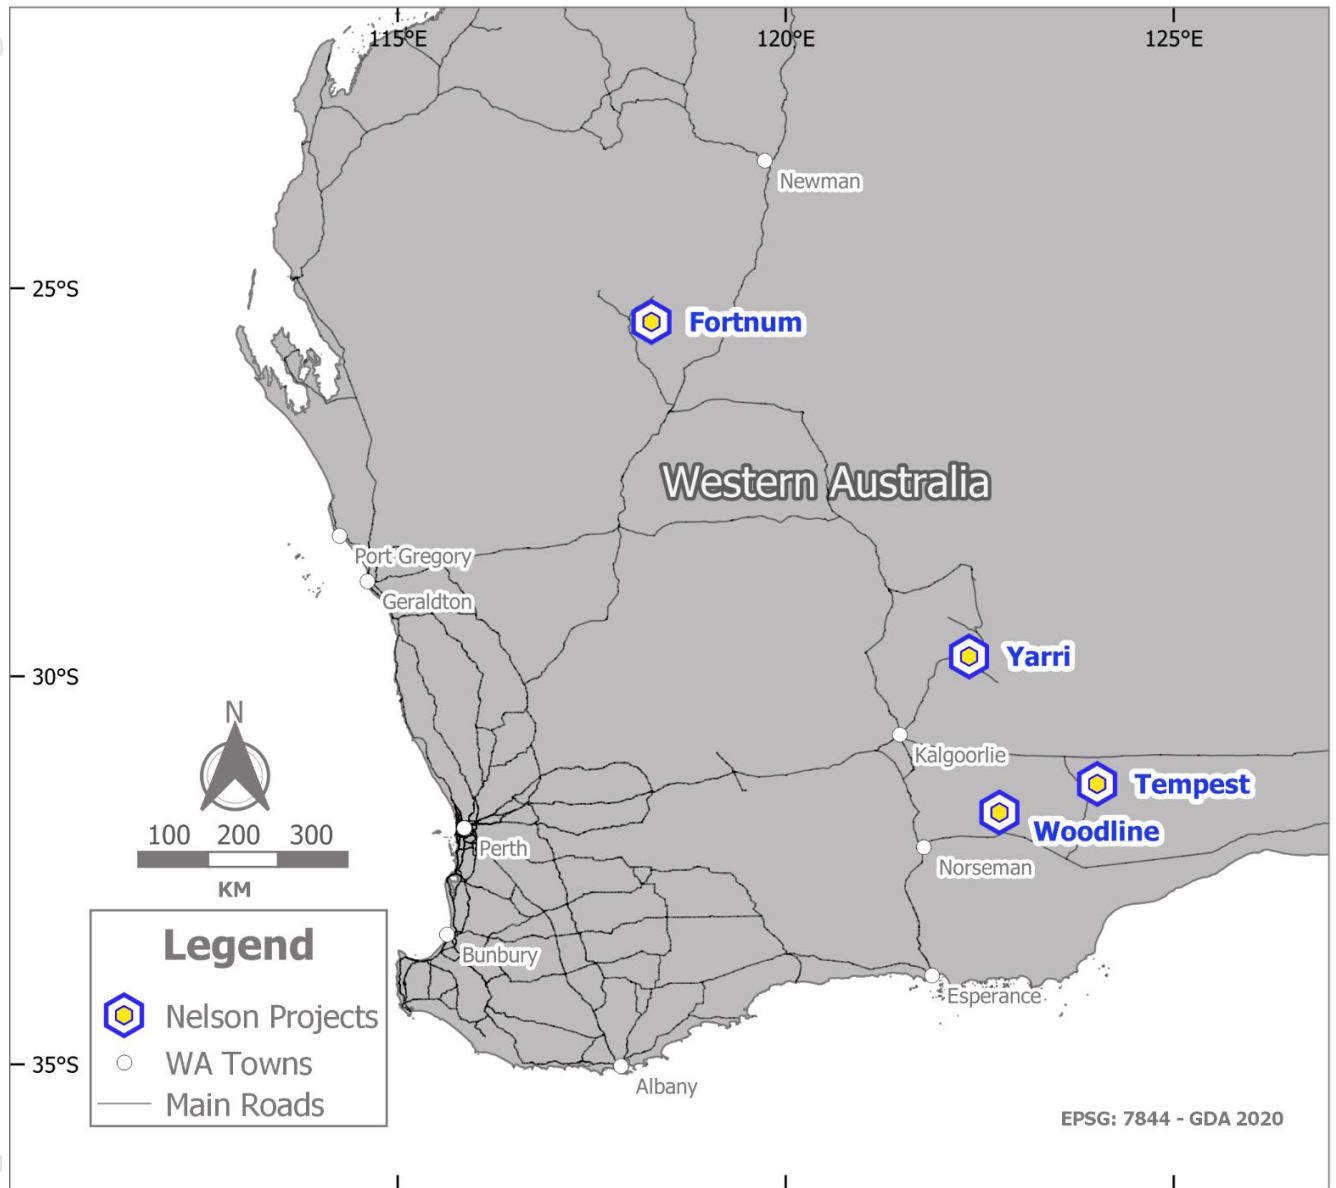 115°E 120°E 125°E
Newman
25°S
Fortnum
Western Australia
Port Gregory
Geraldton
Yarri
30°S
N
Kalgoorlie
Tempest
100 200 300
Woodline
Perth
Norseman
KM
Legend
Bunbury
Esperance
Nelson Projects
WA Towns
35°S
Albany
Main Roads
EPSG: 7844 - GDA 2020